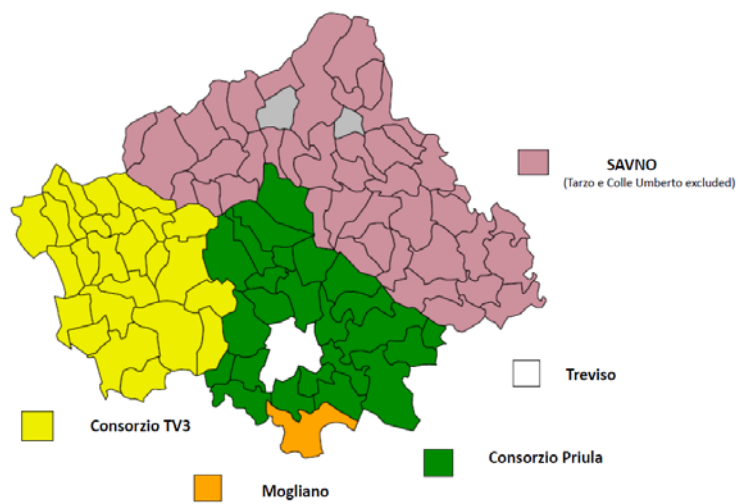 SAVNO
(Tarzo e Colle Umberto excluded)
Treviso
Consorzio TV3
Consorzio Priula
Mogliano